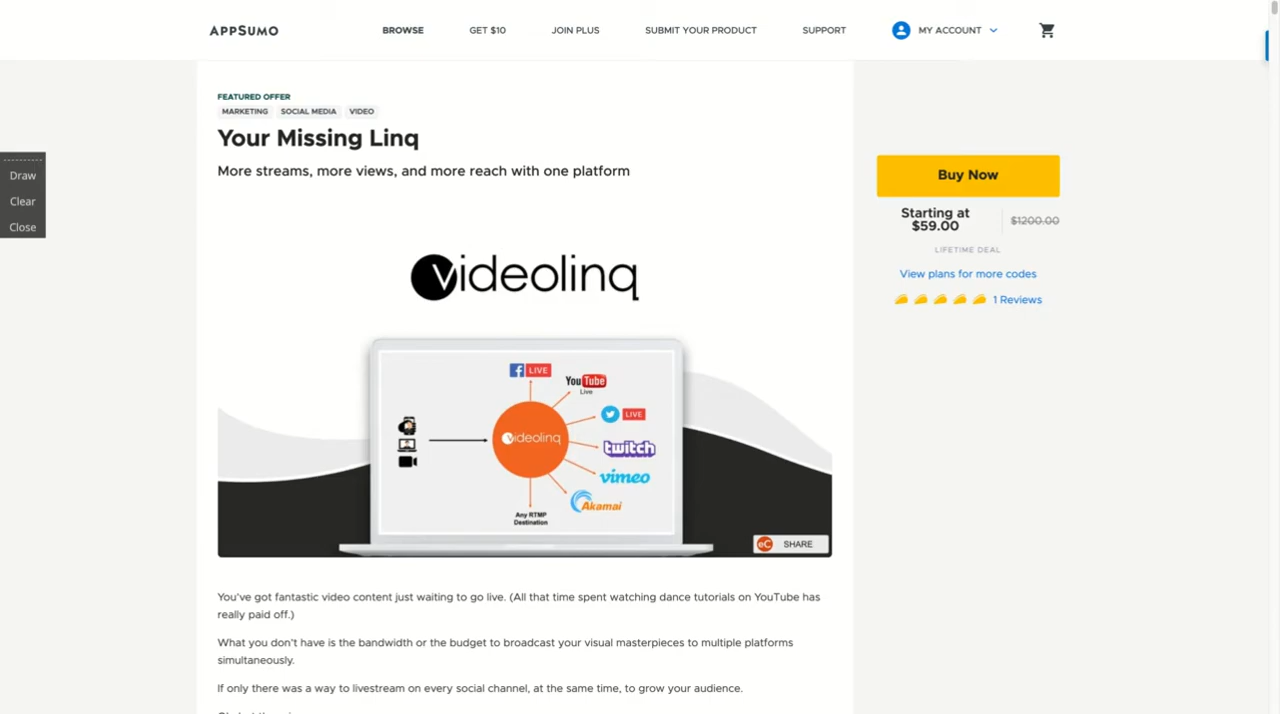 APPSUMO
BROWSE
GET $10
JOIN PLUS
SUBMIT YOUR PRODUCT
SUPPORT
MY ACCOUNT
Draw
Clear
Close
FEATURED OFFER
MARKETING
SOCIAL MEDIA
VIDEO
Your Missing Linq
More streams, more views, and more reach with one platform
videolinq
f LIVE
YouTube
Live
LIVE
videolinq
twitch
vimeo
Akamai
Any RTMP
Destination
eC SHARE
Buy Now
Starting at
$59.00
$1200.00
LIFETIME DEAL
View plans for more codes
1 Reviews
You've got fantastic video content just waiting to go live. (All that time spent watching dance tutorials on YouTube has
really paid off.)
What you don't have is the bandwidth or the budget to broadcast your visual masterpieces to multiple platforms
simultaneously.
If only there was a way to livestream on every social channel, at the same time, to grow your audience.